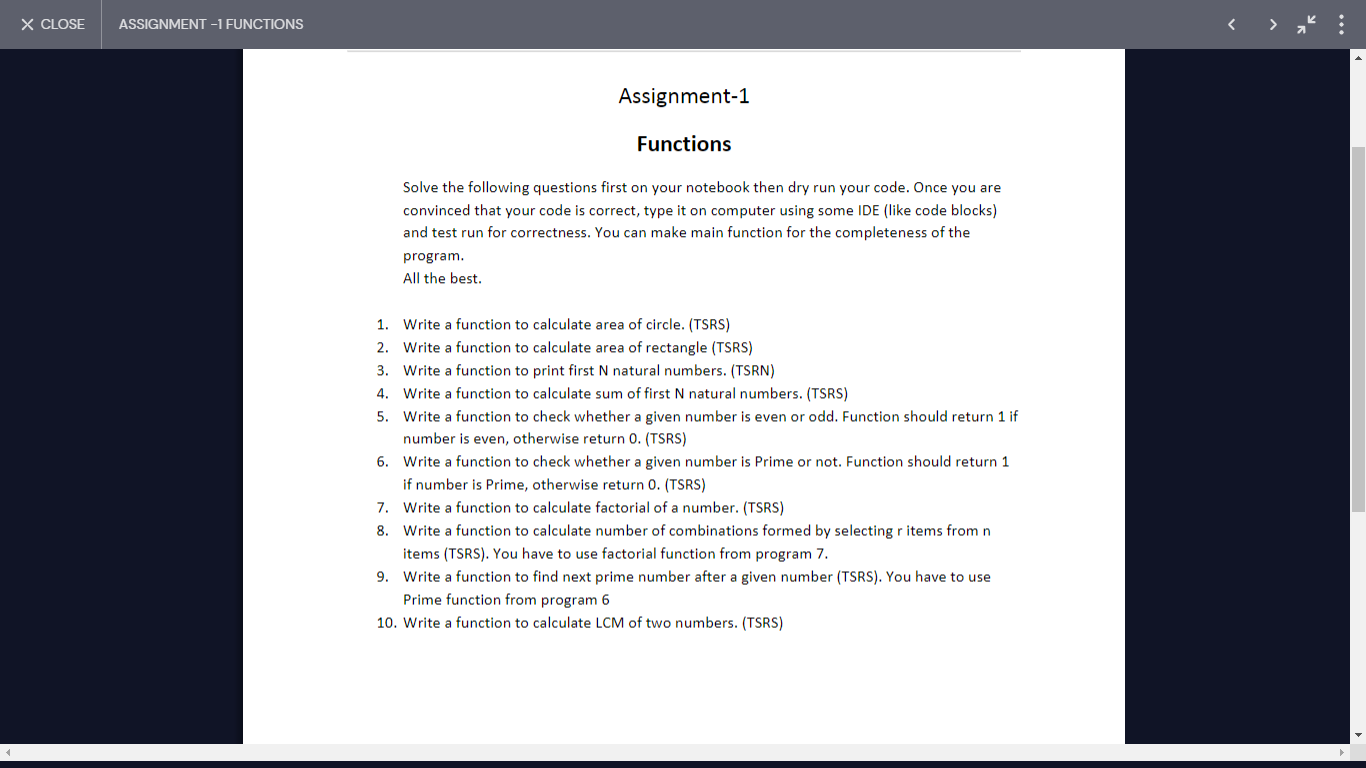 CLOSE ASSIGNMENT -1 FUNCTIONS
Assignment-1
Functions
Solve the following questions first on your notebook then dry run your code. Once you are
convinced that your code is correct, type it on computer using some IDE (like code blocks)
and test run for correctness. You can make main function for the completeness of the
program.
All the best.
1. Write a function to calculate area of circle. (TSRS)
2. Write a function to calculate area of rectangle (TSRS)
3. Write a function to print first N natural numbers. (TSRN)
4. Write a function to calculate sum of first N natural numbers. (TSRS)
5. Write a function to check whether a given number is even or odd. Function should return 1 if
number is even, otherwise return 0. (TSRS)
6. Write a function to check whether a given number is Prime or not. Function should return 1
if number is Prime, otherwise return 0. (TSRS)
7. Write a function to calculate factorial of a number. (TSRS)
8. Write a function to calculate number of combinations formed by selecting r items from n
items (TSRS). You have to use factorial function from program 7.
9. Write a function to find next prime number after a given number (TSRS). You have to use
Prime function from program 6
10. Write a function to calculate LCM of two numbers. (TSRS)